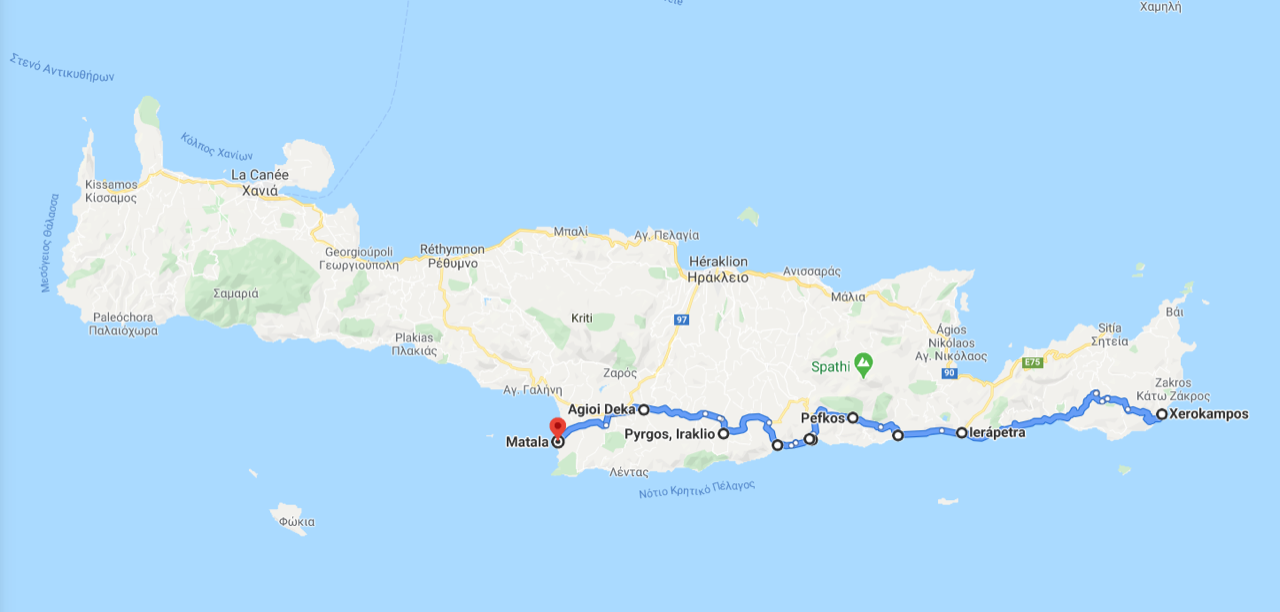 Χαμηλή
Στενό Αντικυθήρων
Κόλπος Χανίων
La Canée
Χανιά
Kissamos
Κίσσαμος
Μεσόγειος Θάλασσα
Georgioúpoli
Γεωργιούπολη
Réthymnon
Ρέθυμνο
Μπαλί
Αγ. Πελαγία
Héraklion
Ηράκλειο
Ανισσαράς
Μάλια
Σαμαριά
Paleóchora
Παλαιόχωρα
Plakias
Πλακιάς
Kriti
97
Ágios
Nikólaos
Αγ. Νικόλαος
90
E75
Sitía
Σητεία
Βάι
Spathi
Ζαρός
Αγ. Γαλήνη
Zakros
Κάτω Ζάκρος
Xerokampos
Agioi Deka
Pefkos
Pyrgos, Iraklio
Ierápetra
Matala
Λέντας
Νότιο Κρητικό Πέλαγος
Φώκια